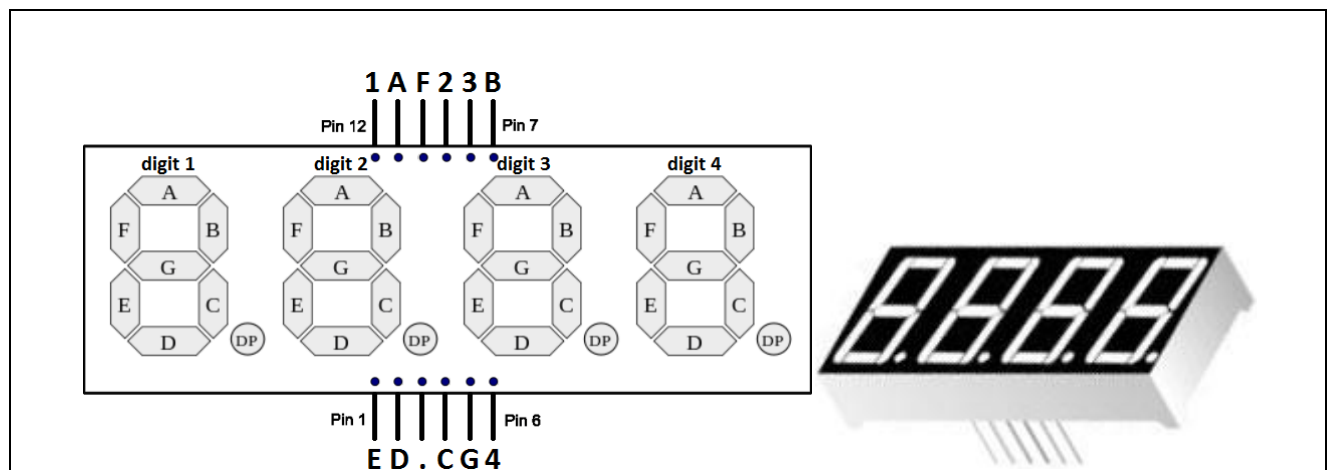 1 A F 2 3 B
Pin 12 Pin 7
digit 1 digit 2 digit 3 digit 4
A A A A
F B F B F B F B
G G G G
E C E C E C E C
D DP D DP D DP D DP
Pin 1 Pin 6
E D . C G 4